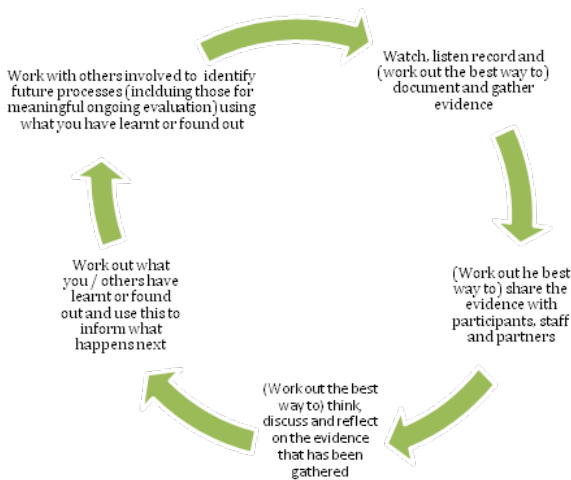 Watch, listen record and
(work out the best way to)
document and gather
evidence
(Work out he best
way to) share the
evidence with
participants, staff
and partners
(Work out the best
way to) think,
discuss and reflect
on the evidence
that has been
gathered
Work out what
you / others have
learnt or found
out and use this to
inform what
happens next
Work with others involved to identify
future processes (inclduing those for
meaningful ongoing evaluation) using
what you have learnt or found out